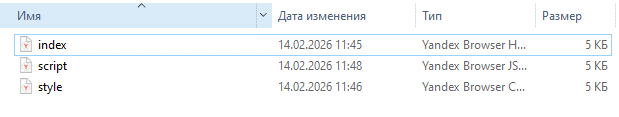 Имя Дата изменения Тип Размер
index 14.02.2026 11:45 Yandex Browser H... 5 КБ
script 14.02.2026 11:48 Yandex Browser JS... 5 КБ
style 14.02.2026 11:46 Yandex Browser C... 5 КБ